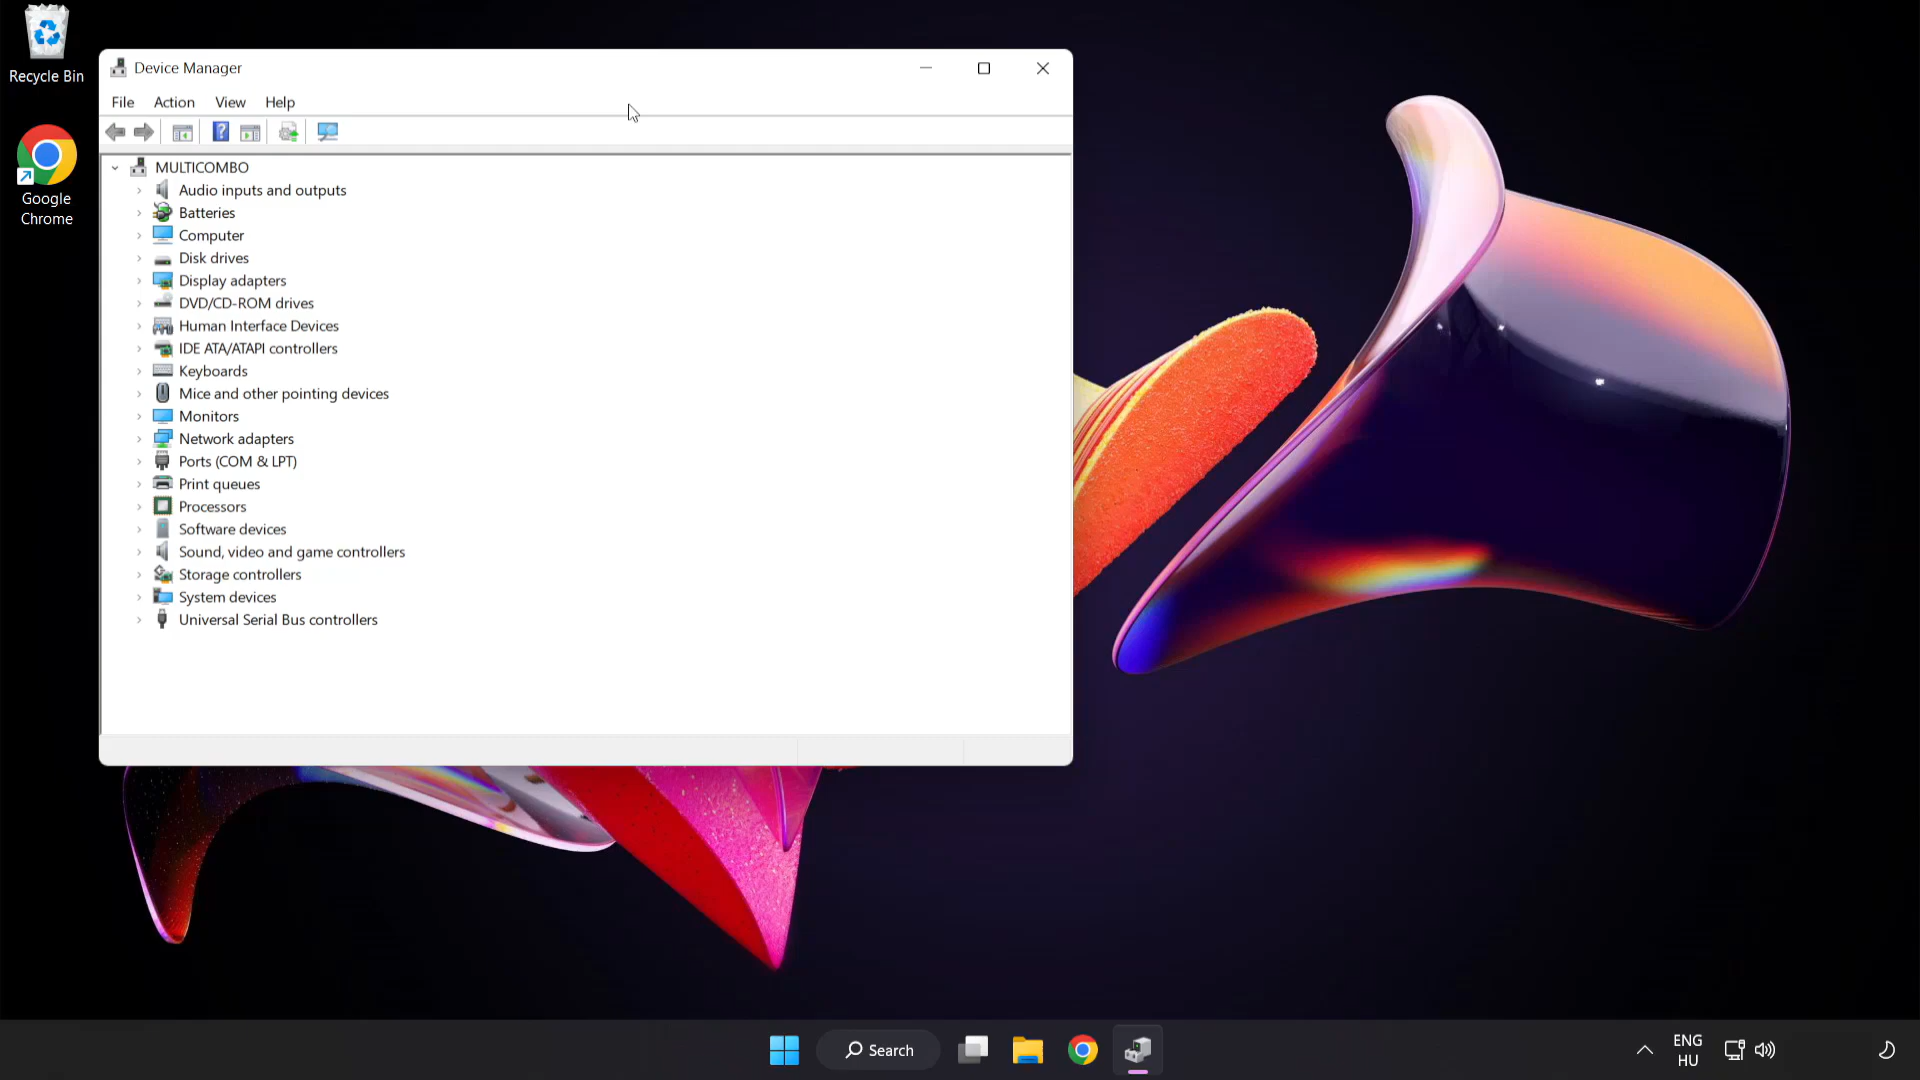 Recycle Bin
Google
Chrome
Device Manager
File Action View Help
MULTICOMBO
Audio inputs and outputs
Batteries
Computer
Disk drives
Display adapters
DVD/CD-ROM drives
Human Interface Devices
IDE ATA/ATAPI controllers
Keyboards
Mice and other pointing devices
Monitors
Network adapters
Ports (COM & LPT)
Print queues
Processors
Software devices
Sound, video and game controllers
Storage controllers
System devices
Universal Serial Bus controllers
Search
ENG
HU